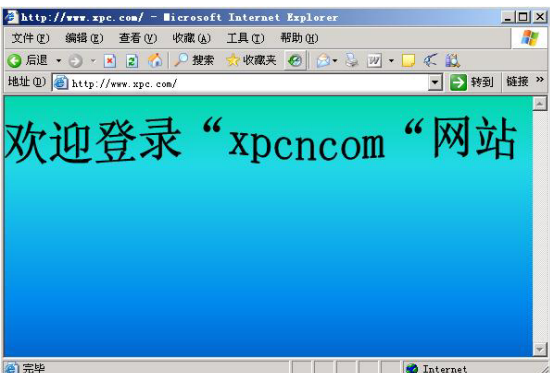 http://www.xpc.com/ - Microsoft Internet Explorer
文件(F) 编辑(E) 查看(V) 收藏(A) 工具(T) 帮助(H)
后退 搜索 收藏夹
地址(D) http://www.xpc.com/ 转到 链接 »
欢迎登录“xpcncom“网站
完毕 Internet